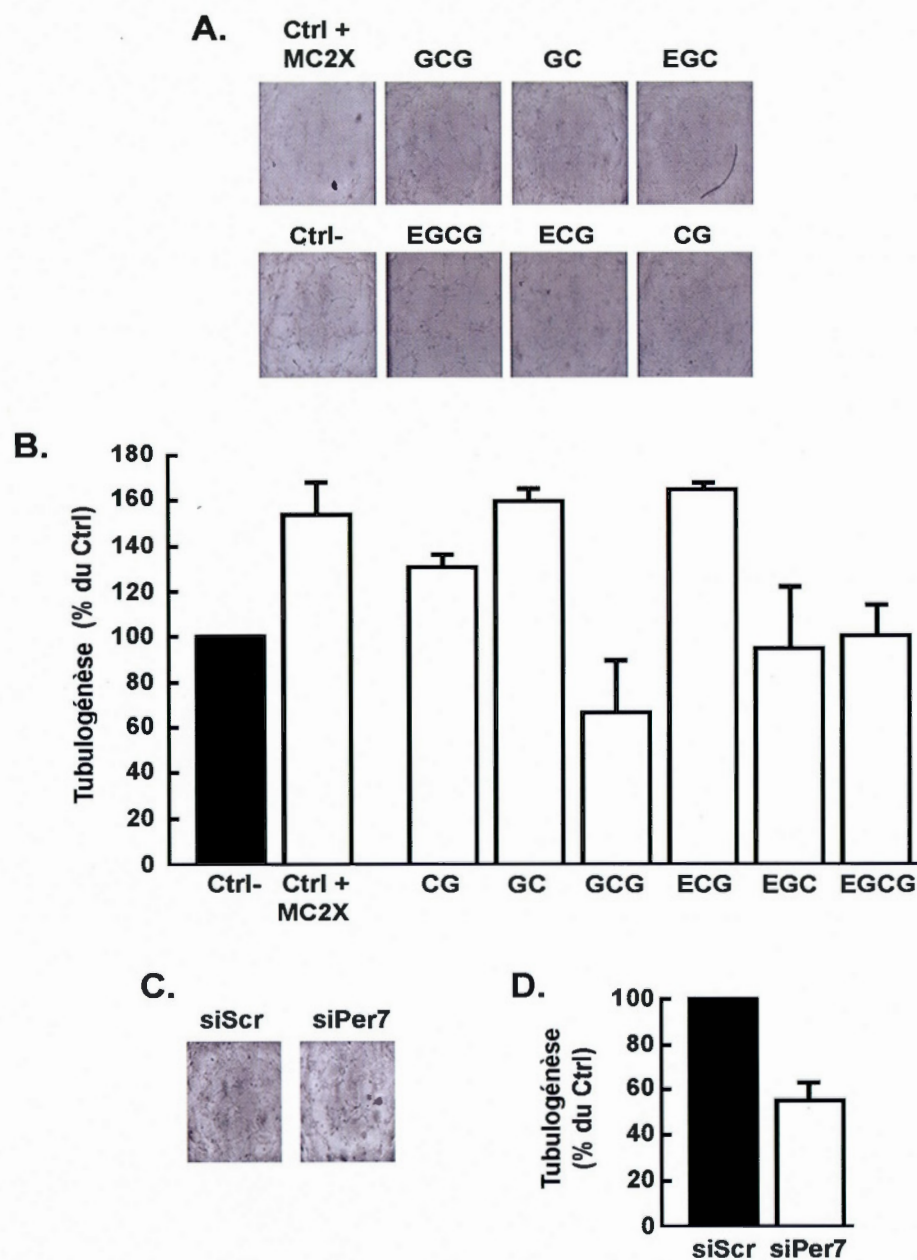 A.
Ctrl +
MC2X
GCG
GC
EGC
Ctrl-
EGCG
ECG
CG
B.
Tubulogénèse (% du Ctrl)
180
160
140
120
100
80
60
40
20
0
Ctrl-
Ctrl +
MC2X
CG
GC
GCG
ECG
EGC
EGCG
C.
siScr
siPer7
D.
Tubulogénèse
(% du Ctrl)
100
80
60
40
20
0
siScr
siPer7